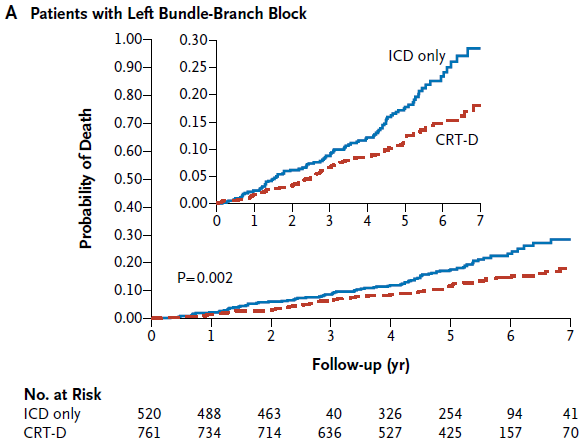 A Patients with Left Bundle-Branch Block
Probability of Death
1.00
0.90
0.80
0.70
0.60
0.50
0.40
0.30
0.20
0.10
0.00
0.30
0.25
0.20
0.15
0.10
0.05
0.00
ICD only
CRT-D
0 1 2 3 4 5 6 7
P=0.002
0 1 2 3 4 5 6 7
Follow-up (yr)
No. at Risk
ICD only 520 488 463 40 326 254 94 41
CRT-D 761 734 714 636 527 425 157 70